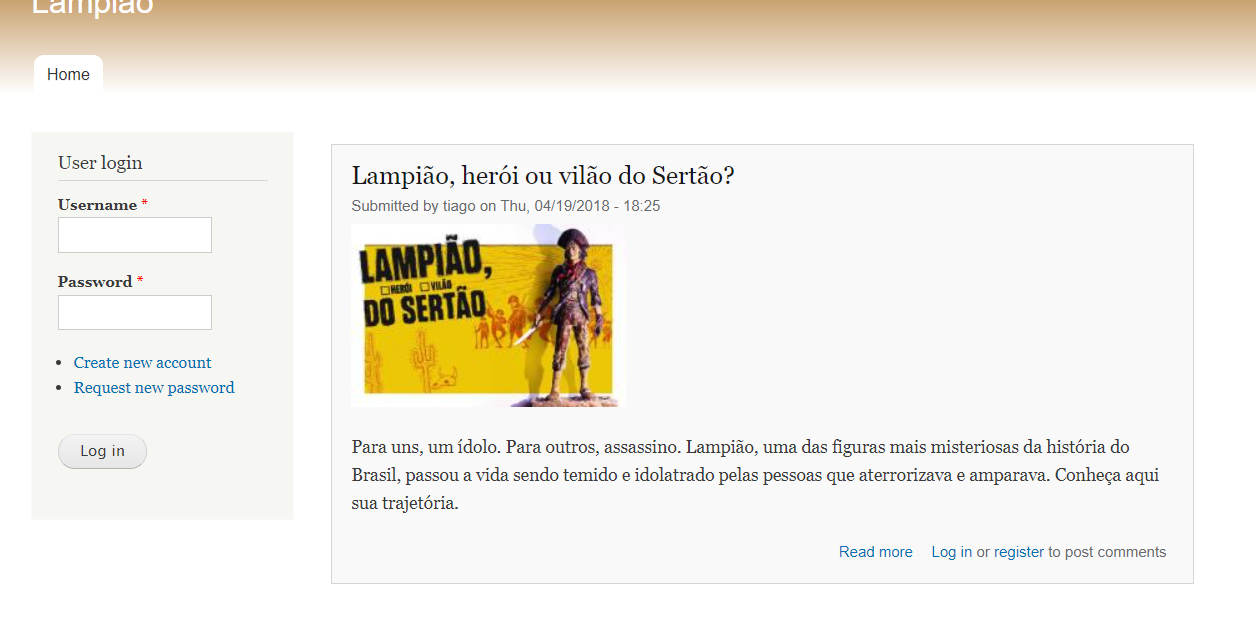 Lampião
Home
User login
Username *
Password *
Create new account
Request new password
Log in
Lampião, herói ou vilão do Sertão?
Submitted by tiago on Thu, 04/19/2018 - 18:25
LAMPIÃO,
HERÓI VILÃO
DO SERTÃO
Para uns, um ídolo. Para outros, assassino. Lampião, uma das figuras mais misteriosas da história do
Brasil, passou a vida sendo temido e idolatrado pelas pessoas que aterrorizava e amparava. Conheça aqui
sua trajetória.
Read more Log in or register to post comments